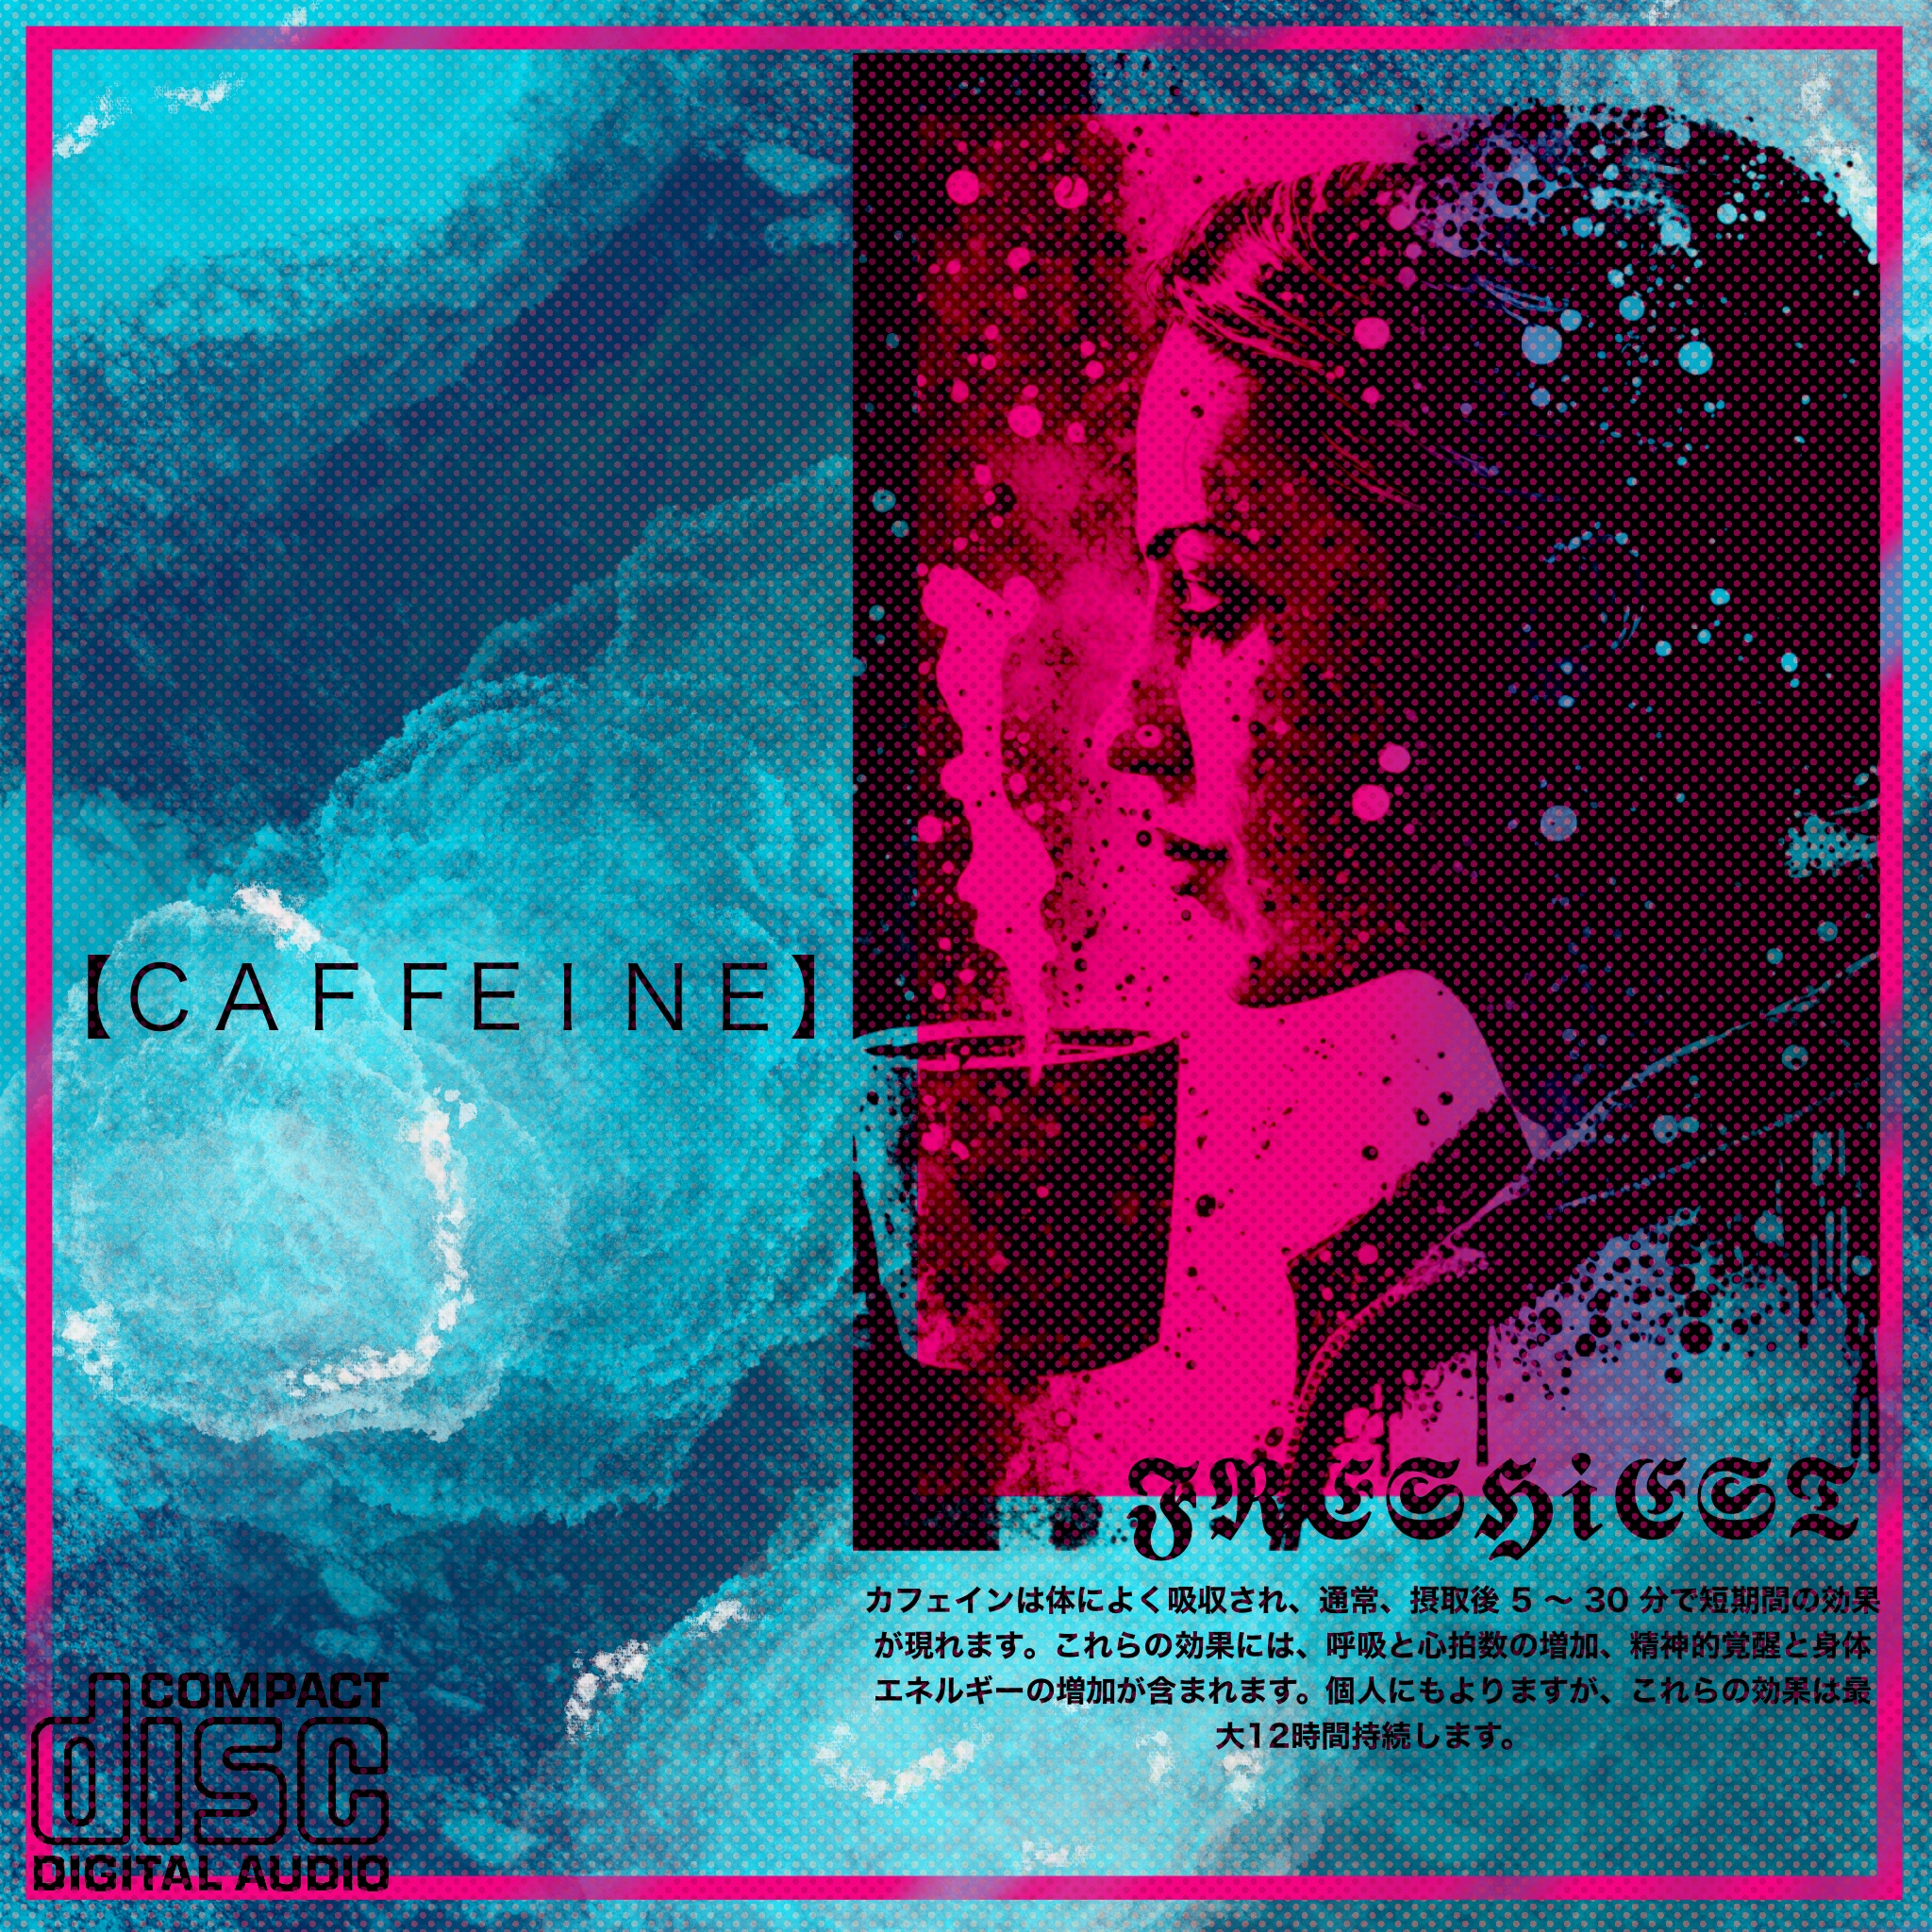 【CAFFEINE】
FRESHiEST
カフェインは体によく吸収され、通常、摂取後 5 〜 30 分で短期間の効果
が現れます。これらの効果には、呼吸と心拍数の増加、精神的覚醒と身体
エネルギーの増加が含まれます。個人にもよりますが、これらの効果は最
大12時間持続します。
COMPACT
disc
DIGITAL AUDIO